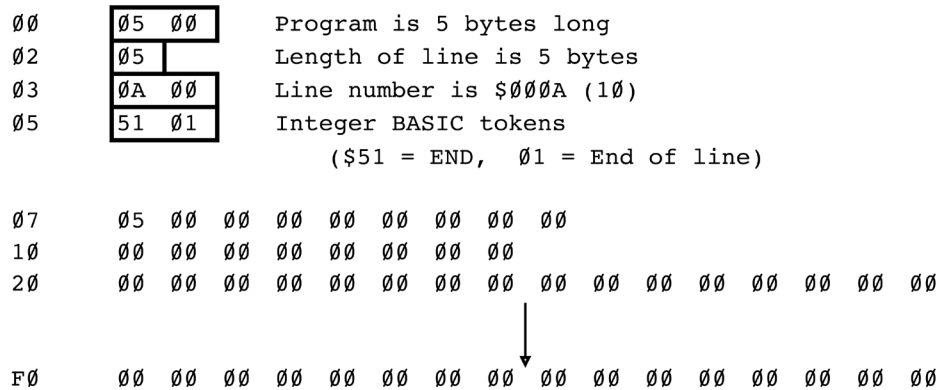 ØØ Ø5 ØØ Program is 5 bytes long
Ø2 Ø5 Length of line is 5 bytes
Ø3 ØA ØØ Line number is $ØØØA (1Ø)
Ø5 51 Ø1 Integer BASIC tokens
($51 = END, Ø1 = End of line)
Ø7 Ø5 ØØ ØØ ØØ ØØ ØØ ØØ ØØ ØØ
1Ø ØØ ØØ ØØ ØØ ØØ ØØ ØØ ØØ
2Ø ØØ ØØ ØØ ØØ ØØ ØØ ØØ ØØ ØØ ØØ ØØ ØØ ØØ ØØ ØØ ØØ
FØ ØØ ØØ ØØ ØØ ØØ ØØ ØØ ØØ ØØ ØØ ØØ ØØ ØØ ØØ ØØ ØØ